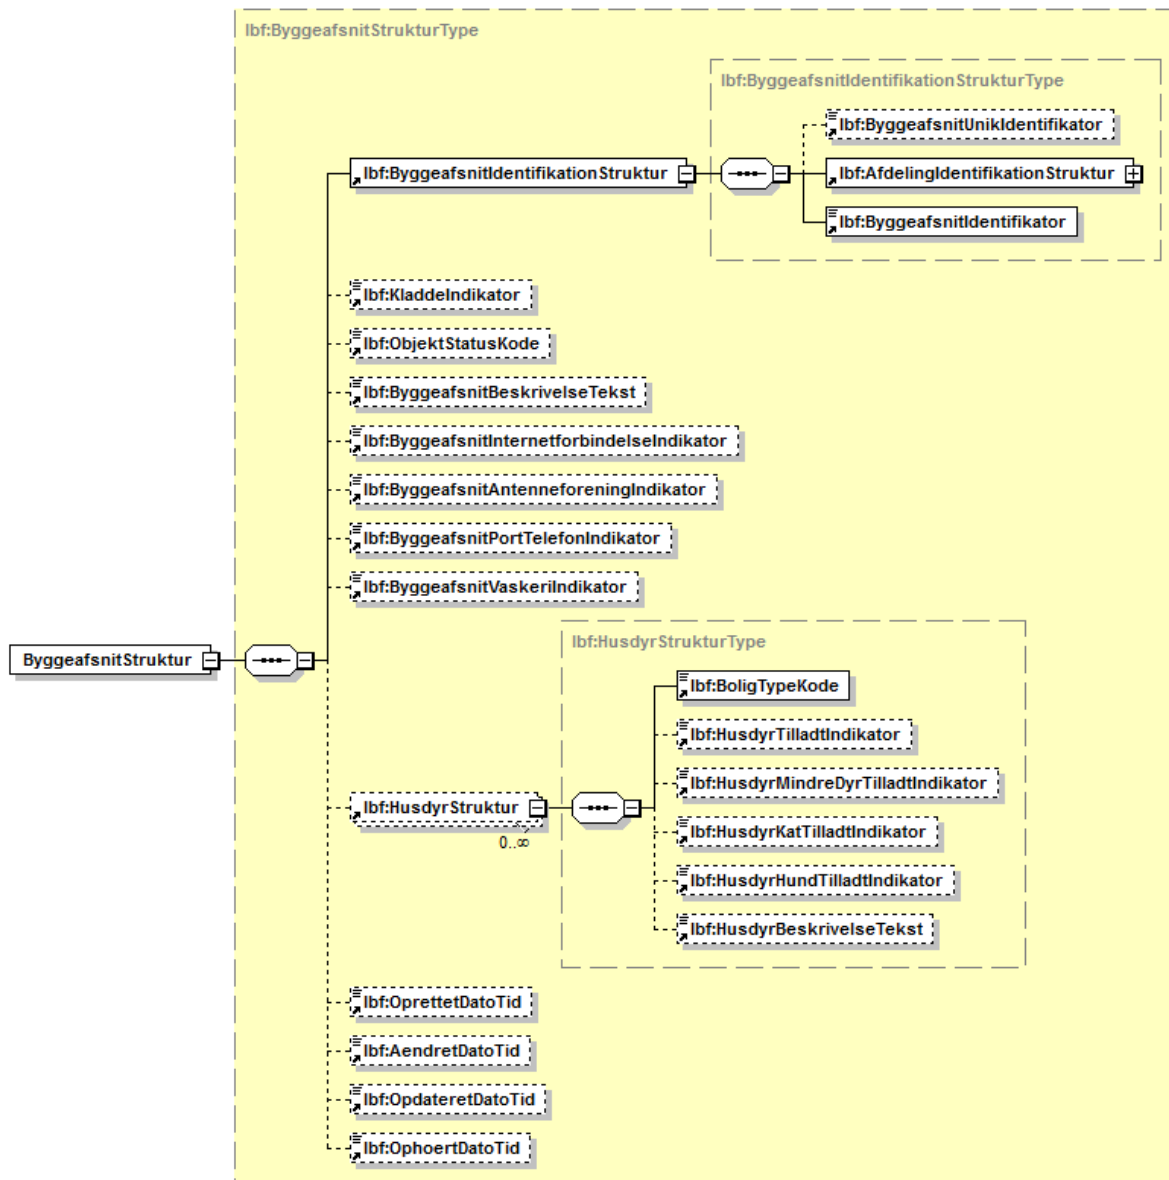 lbf:ByggeafsnitStrukturType
lbf:ByggeafsnitIdentifikationStrukturType
lbf:ByggeafsnitUnikIdentifikator
lbf:ByggeafsnitIdentifikationStruktur
lbf:AfdelingIdentifikationStruktur
lbf:ByggeafsnitIdentifikator
lbf:KladdeIndikator
lbf:ObjektStatusKode
lbf:ByggeafsnitBeskrivelseTekst
lbf:ByggeafsnitInternetforbindelseIndikator
lbf:ByggeafsnitAntenneforeningIndikator
lbf:ByggeafsnitPortTelefonIndikator
lbf:ByggeafsnitVaskeriIndikator
ByggeafsnitStruktur
lbf:HusdyrStrukturType
lbf:BoligTypeKode
lbf:HusdyrTilladtIndikator
lbf:HusdyrMindreDyrTilladtIndikator
lbf:HusdyrStruktur
0..∞
lbf:HusdyrKatTilladtIndikator
lbf:HusdyrHundTilladtIndikator
lbf:HusdyrBeskrivelseTekst
lbf:OprettetDatoTid
lbf:AendretDatoTid
lbf:OpdateretDatoTid
lbf:OphoertDatoTid